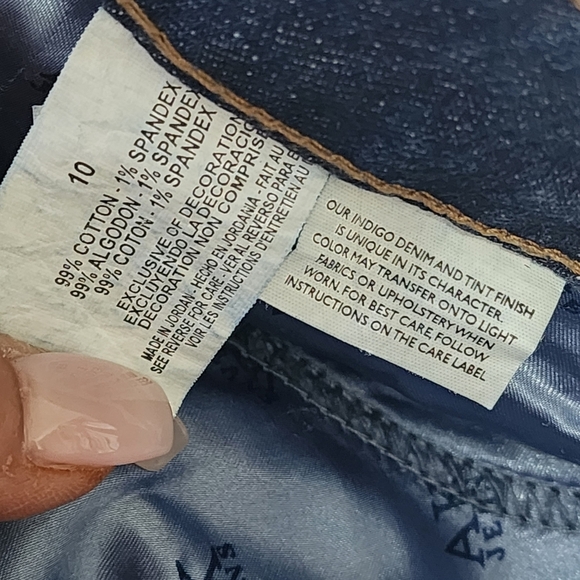 10
99% COTTON - 1% SPANDEX
99% ALGODON - 1% SPANDEX
99% COTON - 1% SPANDEX
EXCLUSIVE OF DECORATION
EXCLUYENDO LA DECORACIO
DECORATION NON COMPRISE
MADE IN JORDAN - HECHO EN JORDANIA - FAIT AU
SEE REVERSE FOR CARE - VER AL REVERSO PARA
VOIR LES INSTRUCTIONS D'ENTRETIEN AU
OUR INDIGO DENIM AND TINT FINISH
IS UNIQUE IN ITS CHARACTER.
COLOR MAY TRANSFER ONTO LIGHT
FABRICS OR UPHOLSTERY WHEN
WORN. FOR BEST CARE FOLLOW
INSTRUCTIONS ON THE CARE LABEL